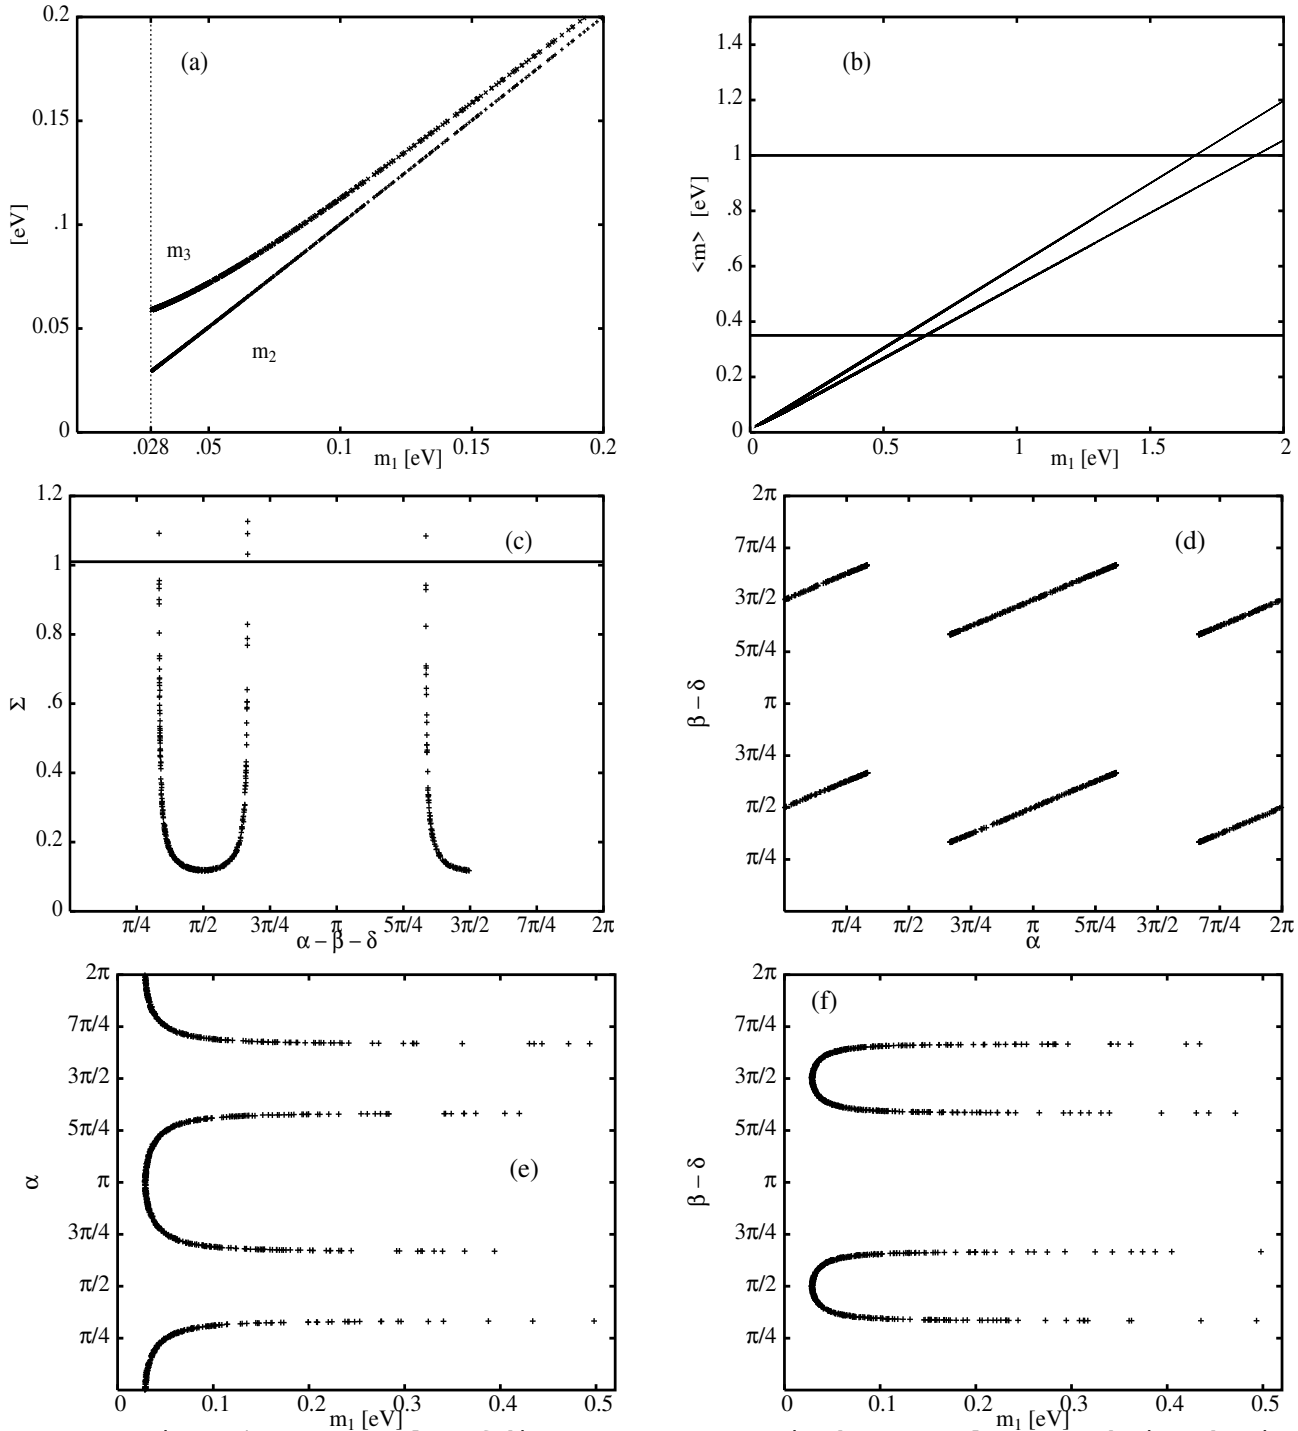 0.2
0.15
.1
0.05
0
[eV]
(a)
m3
m2
.028 .05 0.1 0.15 0.2
m1 [eV]
1.4
1.2
1
.8
.6
0.4
0.2
0
<m> [eV]
(b)
0 0.5 1 1.5 2
m1 [eV]
1.2
1
0.8
.6
0.4
0.2
0
Σ
(c)
π/4 π/2 3π/4 π 5π/4 3π/2 7π/4 2π
α − β − δ
2π
7π/4
3π/2
5π/4
π
3π/4
π/2
π/4
β − δ
(d)
π/4 π/2 3π/4 π 5π/4 3π/2 7π/4 2π
α
2π
7π/4
3π/2
5π/4
π
3π/4
π/2
π/4
α
(e)
0 0.1 0.2 0.3 0.4 0.5
m1 [eV]
2π
7π/4
3π/2
5π/4
π
3π/4
π/2
π/4
β − δ
(f)
0 0.1 0.2 0.3 0.4 0.5
m1 [eV]